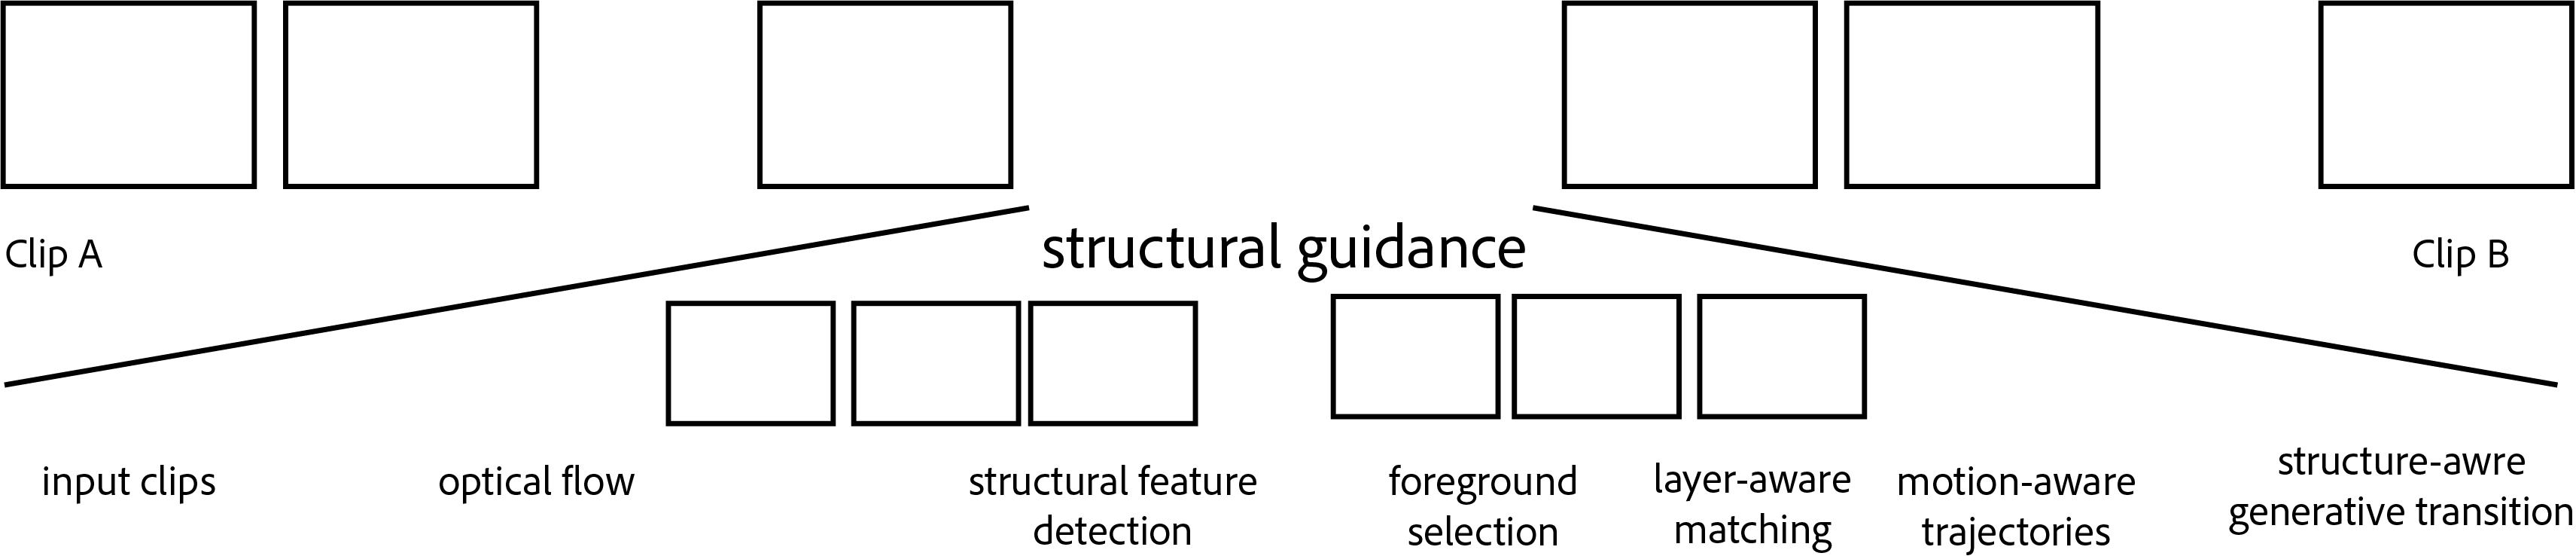 Clip A
structural guidance
Clip B
input clips
optical flow
structural feature
detection
foreground
selection
layer-aware
matching
motion-aware
trajectories
structure-awre
generative transition